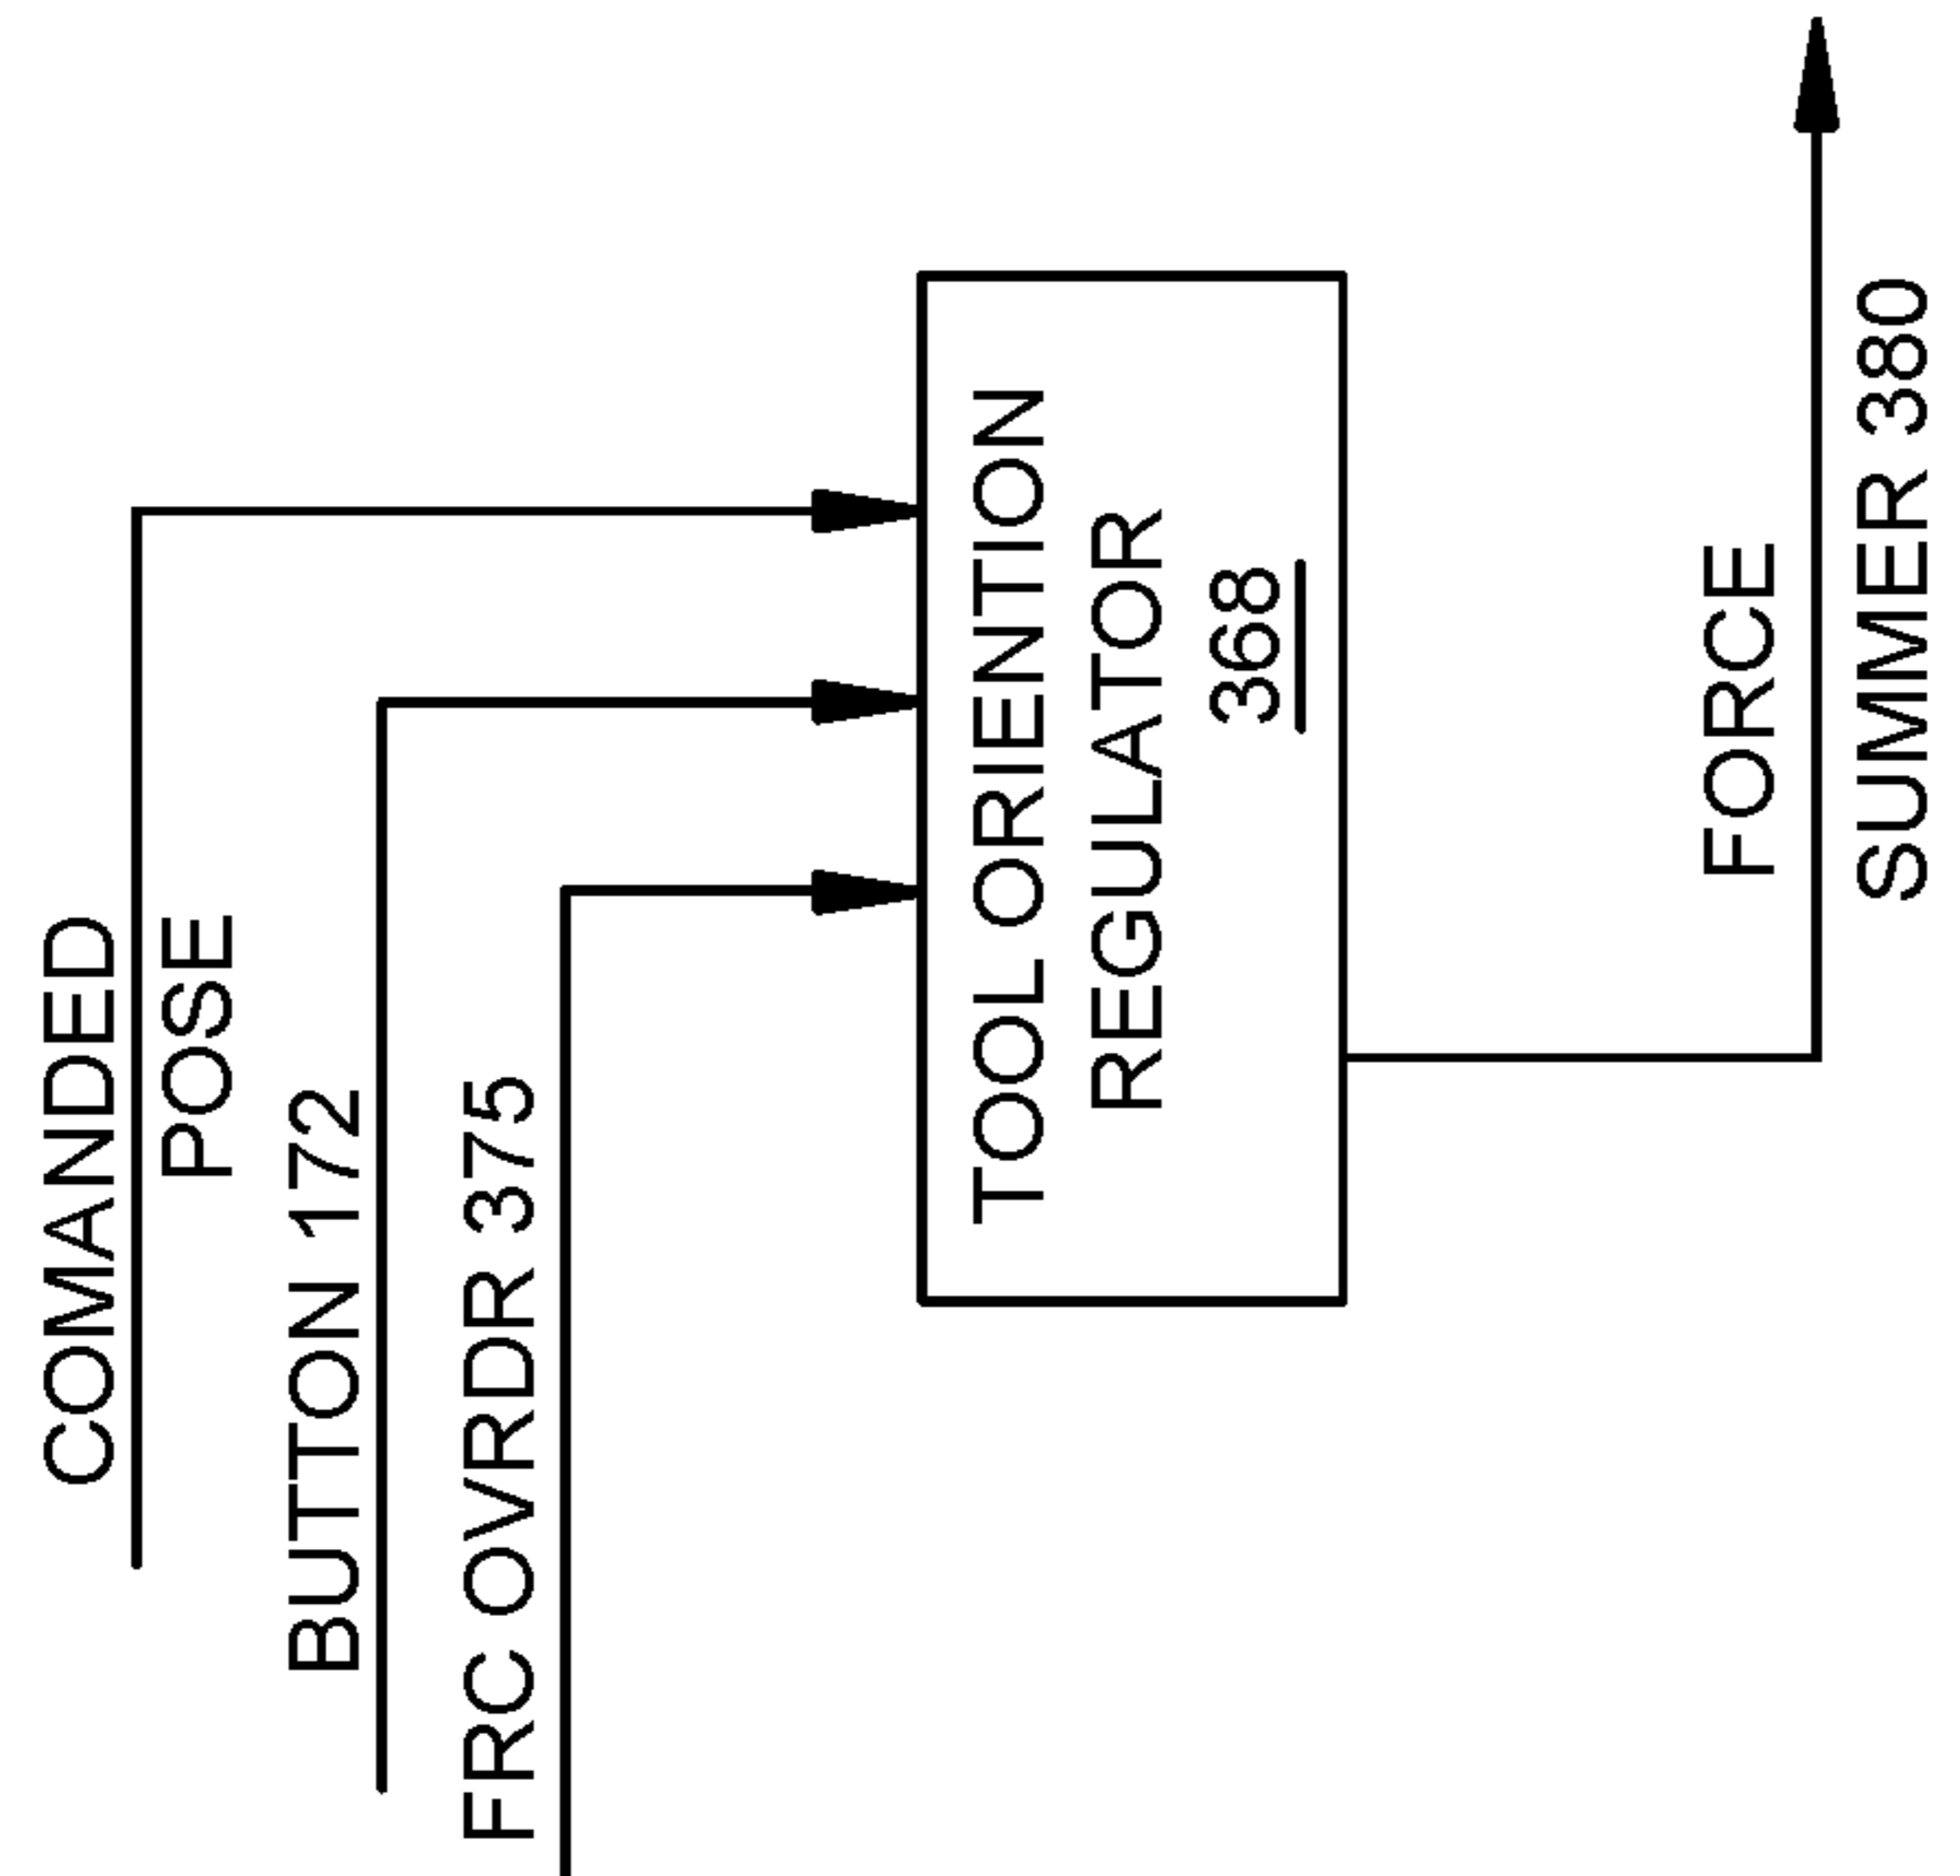 COMANDED
POSE
BUTTON 172
FRC OVRDR 375
TOOL ORIENTION
REGULATOR
368
FORCE
SUMMER 380